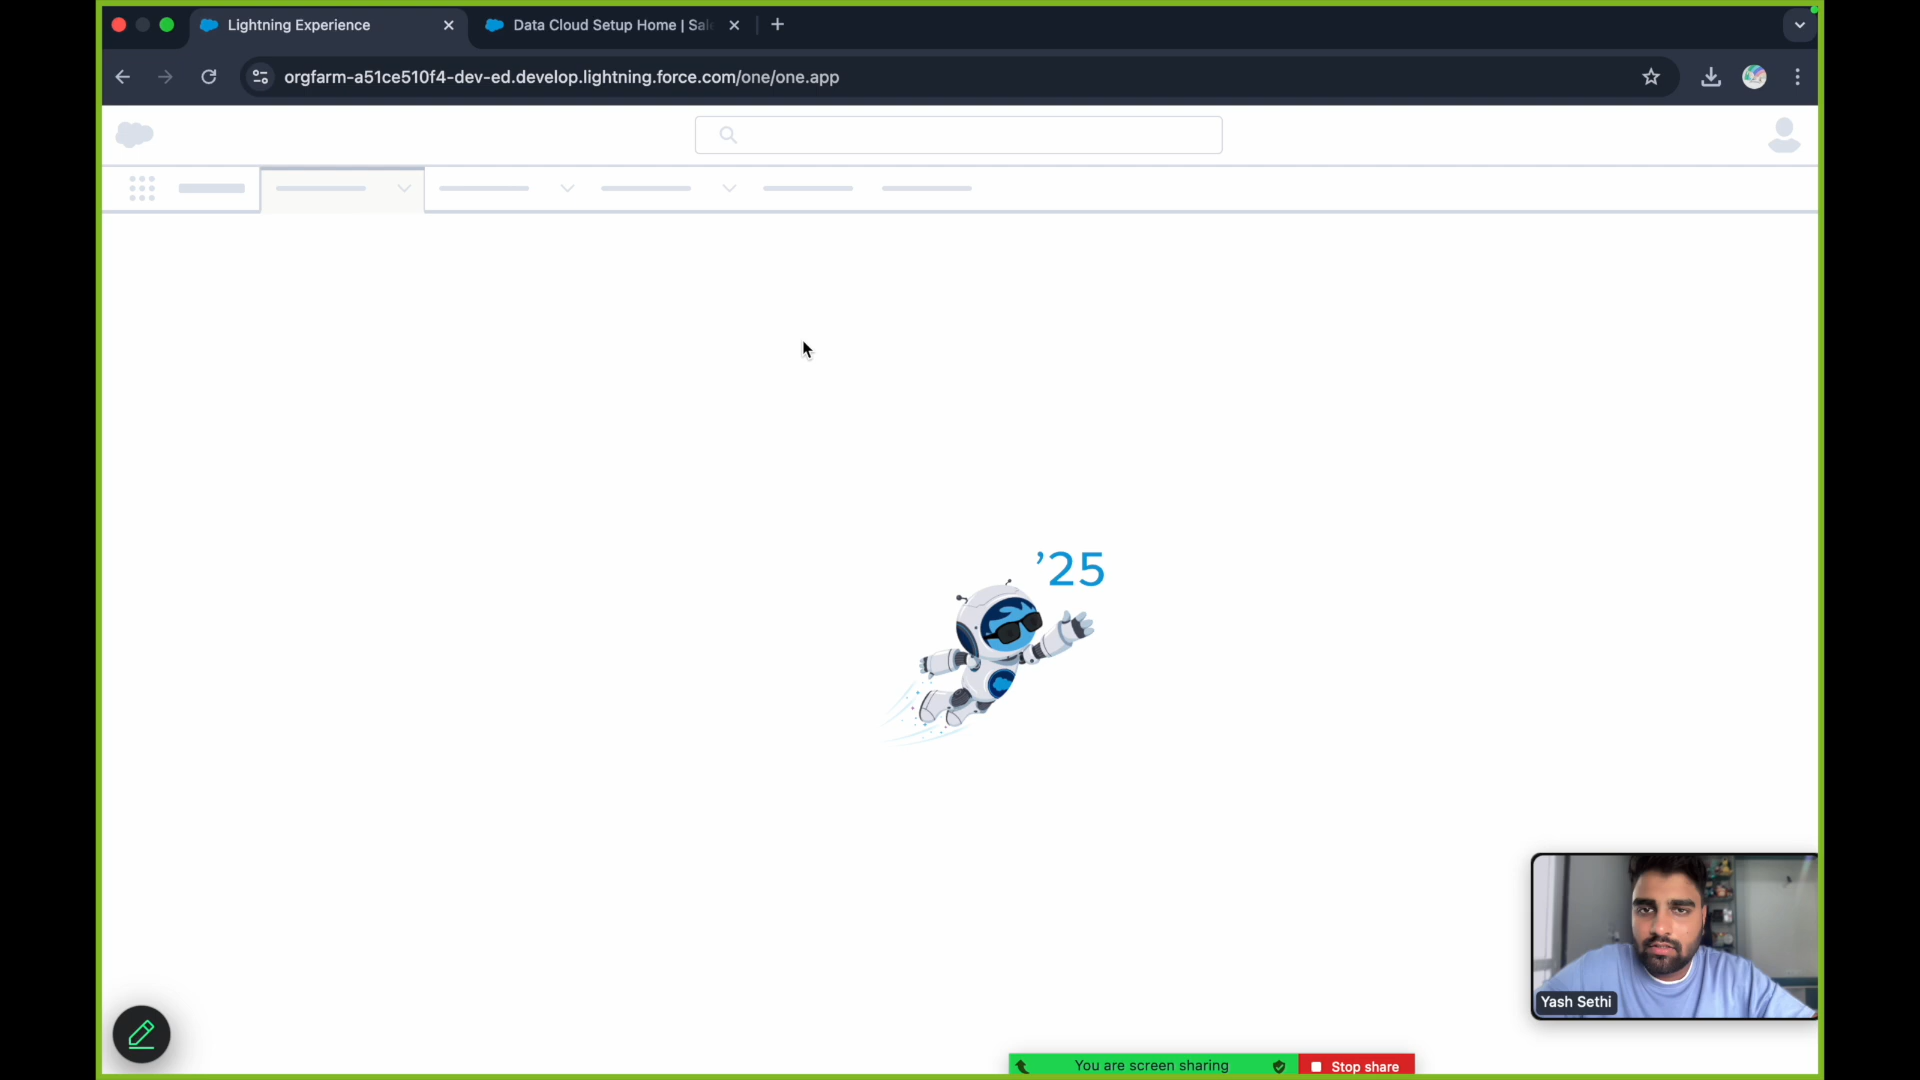 Lightning Experience
Data Cloud Setup Home | Sal
orgfarm-a51ce510f4-dev-ed.develop.lightning.force.com/one/one.app
’25
Yash Sethi
You are screen sharing
Stop share